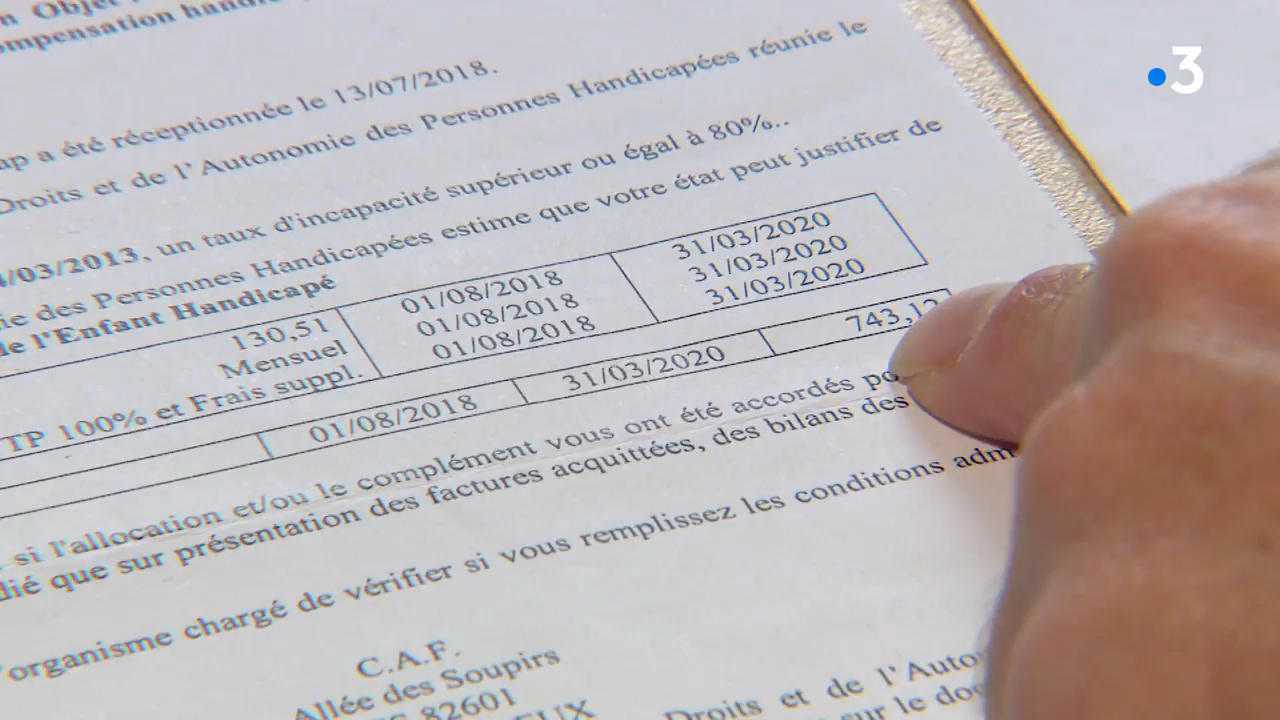 n Objet
ompensation handi
ap a été réceptionnée le 13/07/2018.
Droits et de l'Autonomie des Personnes Handicapées réunie le
/03/2013, un taux d'incapacité supérieur ou égal à 80%..
ie des Personnes Handicapées estime que votre état peut justifier de
de l'Enfant Handicapé
130,51 01/08/2018 31/03/2020
Mensuel 01/08/2018 31/03/2020
TP 100% et Frais suppl. 01/08/2018 31/03/2020
01/08/2018 31/03/2020 743,12
si l'allocation et/ou le complément vous ont été accordés po
dié que sur présentation des factures acquittées, des bilans des
'organisme chargé de vérifier si vous remplissez les conditions adm
C.A.F.
Allée des Soupirs
82601
Droits et de l'Auto
sur le doc
3